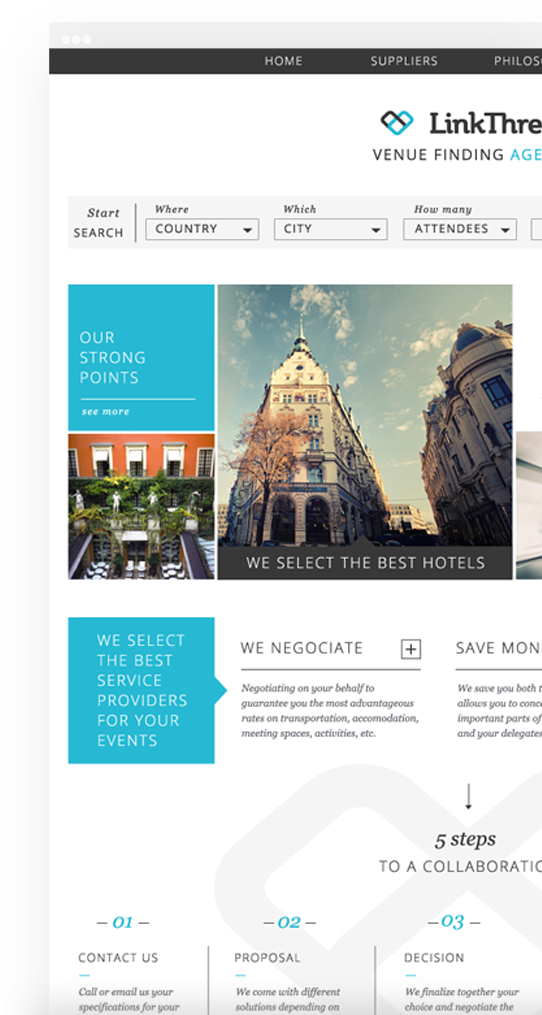 HOME SUPPLIERS PHILOS
LinkThre
VENUE FINDING AGE
Start
SEARCH
Where
COUNTRY
Which
CITY
How many
ATTENDEES
OUR
STRONG
POINTS
see more
WE SELECT THE BEST HOTELS
WE SELECT
THE BEST
SERVICE
PROVIDERS
FOR YOUR
EVENTS
WE NEGOCIATE
Negotiating on your behalf to
guarantee you the most advantageous
rates on transportation, accomodation,
meeting spaces, activities, etc.
SAVE MON
We save you both t
allows you to conc
important parts of
and your delegates
5 steps
TO A COLLABORATIO
– 01 –
CONTACT US
Call or email us your
specifications for your
– 02 –
PROPOSAL
We come with different
solutions depending on
– 03 –
DECISION
We finalize together your
choice and negotiate the